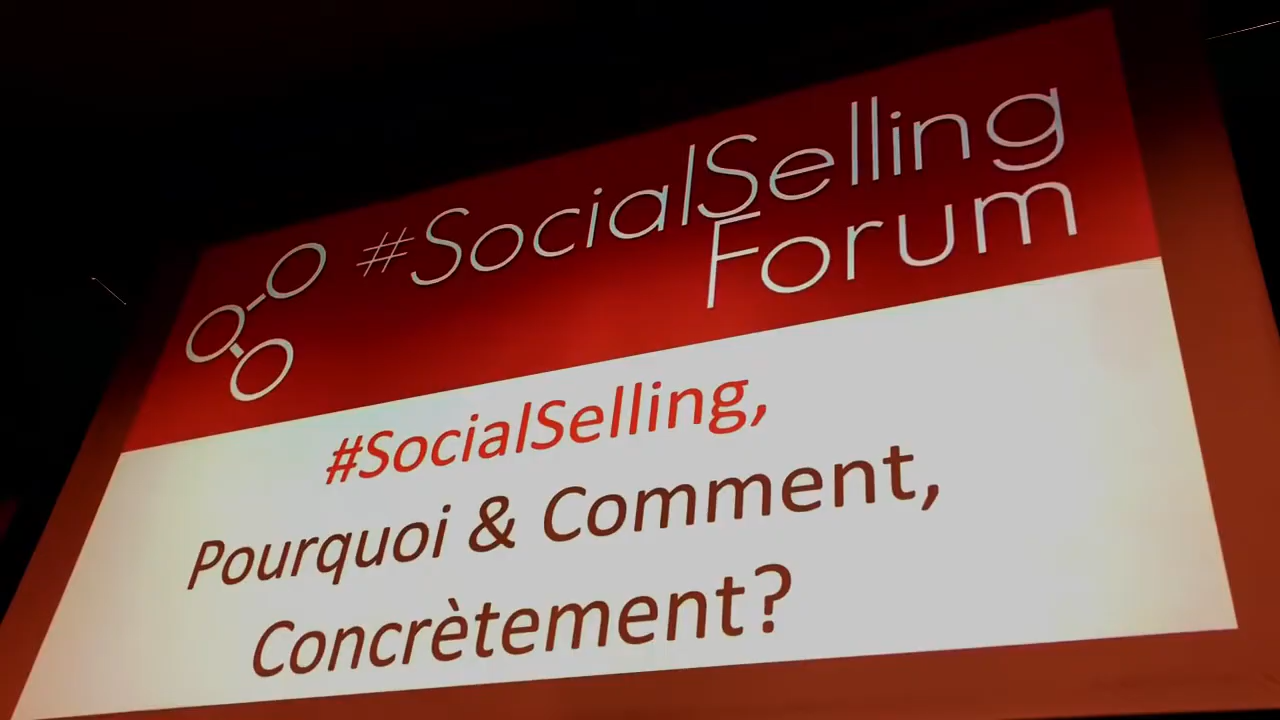 #SocialSelling
Forum
#SocialSelling,
Pourquoi & Comment,
Concrètement?